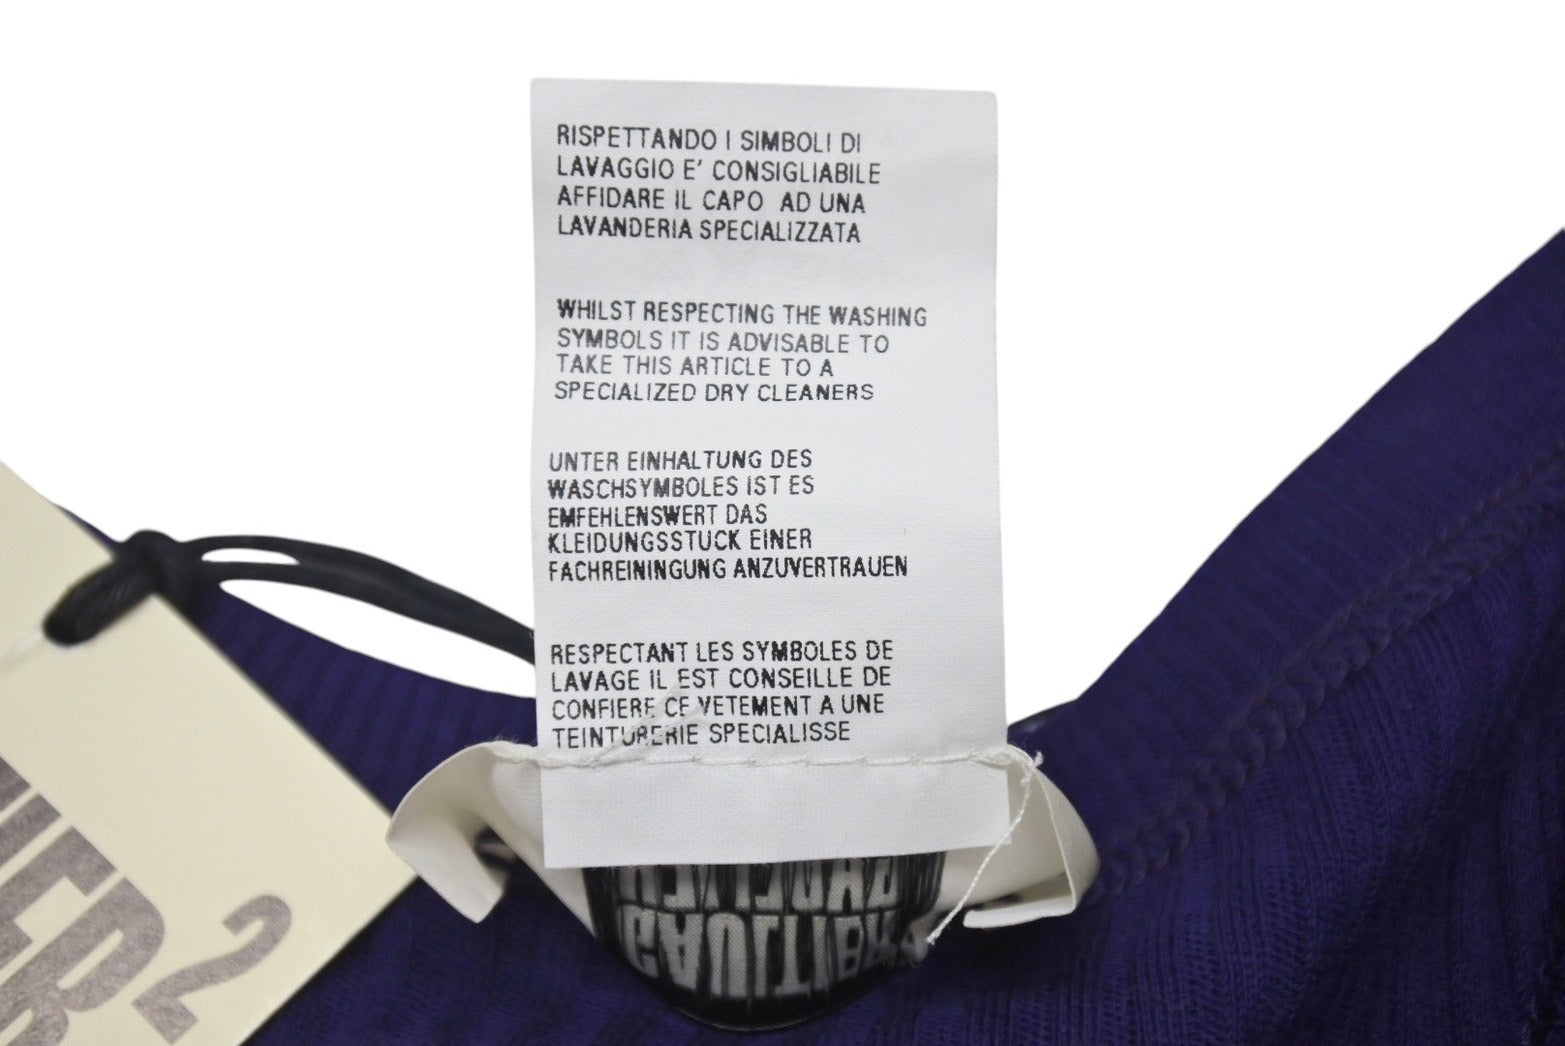 RISPETTANDO I SIMBOLI DI
LAVAGGIO E' CONSIGLIABILE
AFFIDARE IL CAPO AD UNA
LAVANDERIA SPECIALIZZATA
WHILST RESPECTING THE WASHING
SYMBOLS IT IS ADVISABLE TO
TAKE THIS ARTICLE TO A
SPECIALIZED DRY CLEANERS
UNTER EINHALTUNG DES
WASCHSYMBOLES IST ES
EMFEHLENSWERT DAS
KLEIDUNGSSTUCK EINER
FACHREININGUNG ANZUVERTRAUEN
RESPECTANT LES SYMBOLES DE
LAVAGE IL EST CONSEILLE DE
CONFIERE CE VETEMENT A UNE
TEINTURERIE SPECIALISSE
GAULTIER
2